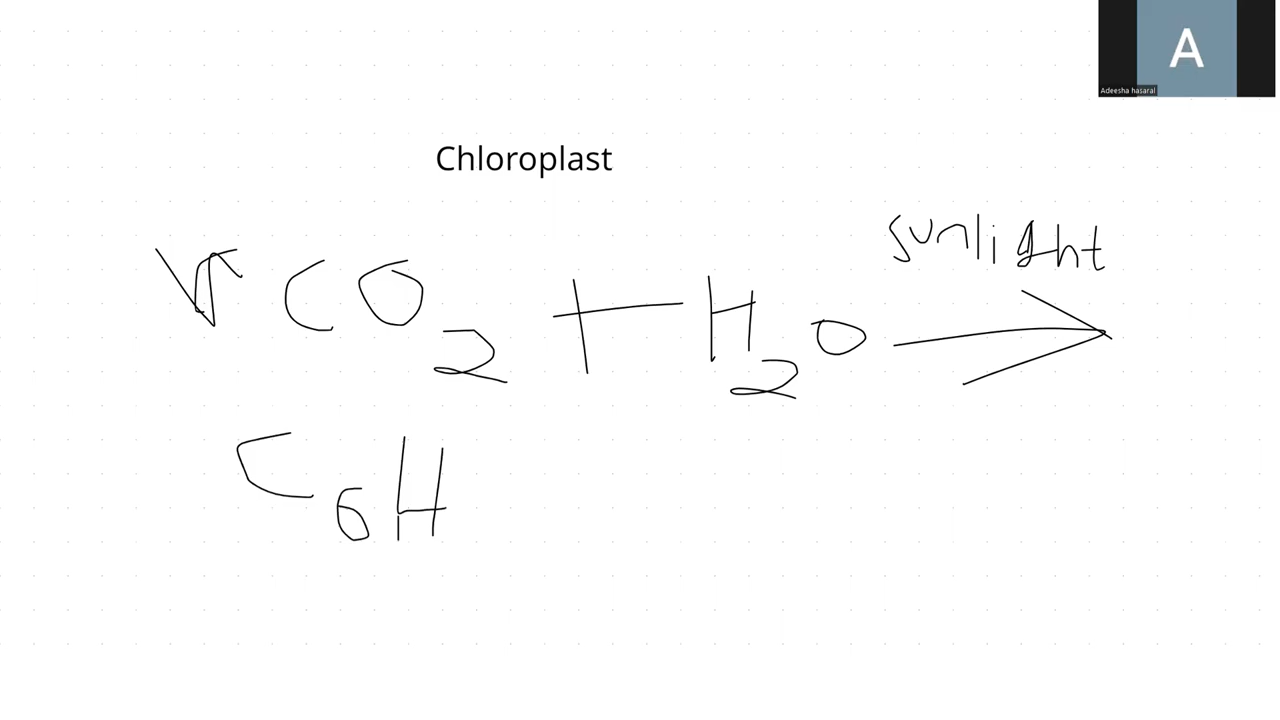 A
Adeesha hasaral
Chloroplast
sunlight
CO2 + H2O →
C6H